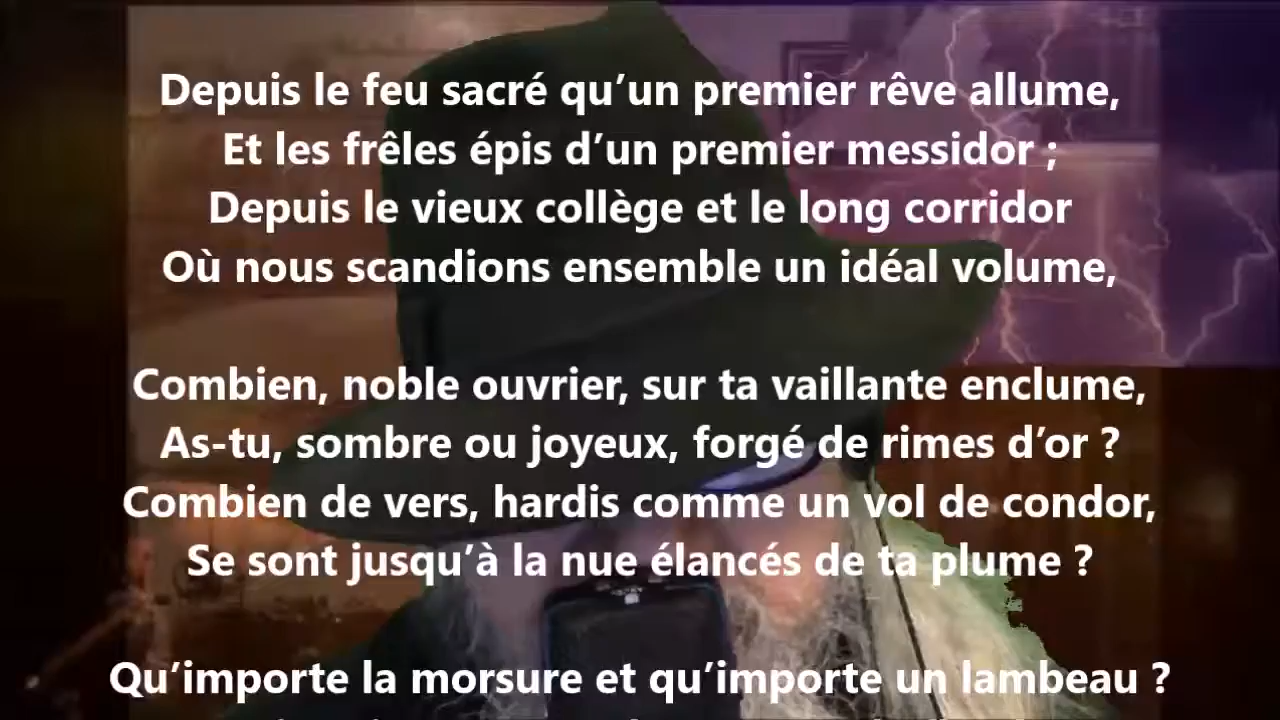 Depuis le feu sacré qu’un premier rêve allume,
Et les frêles épis d’un premier messidor ;
Depuis le vieux collège et le long corridor
Où nous scandions ensemble un idéal volume,
Combien, noble ouvrier, sur ta vaillante enclume,
As-tu, sombre ou joyeux, forgé de rimes d’or ?
Combien de vers, hardis comme un vol de condor,
Se sont jusqu’à la nue élancés de ta plume ?
Qu’importe la morsure et qu’importe un lambeau ?